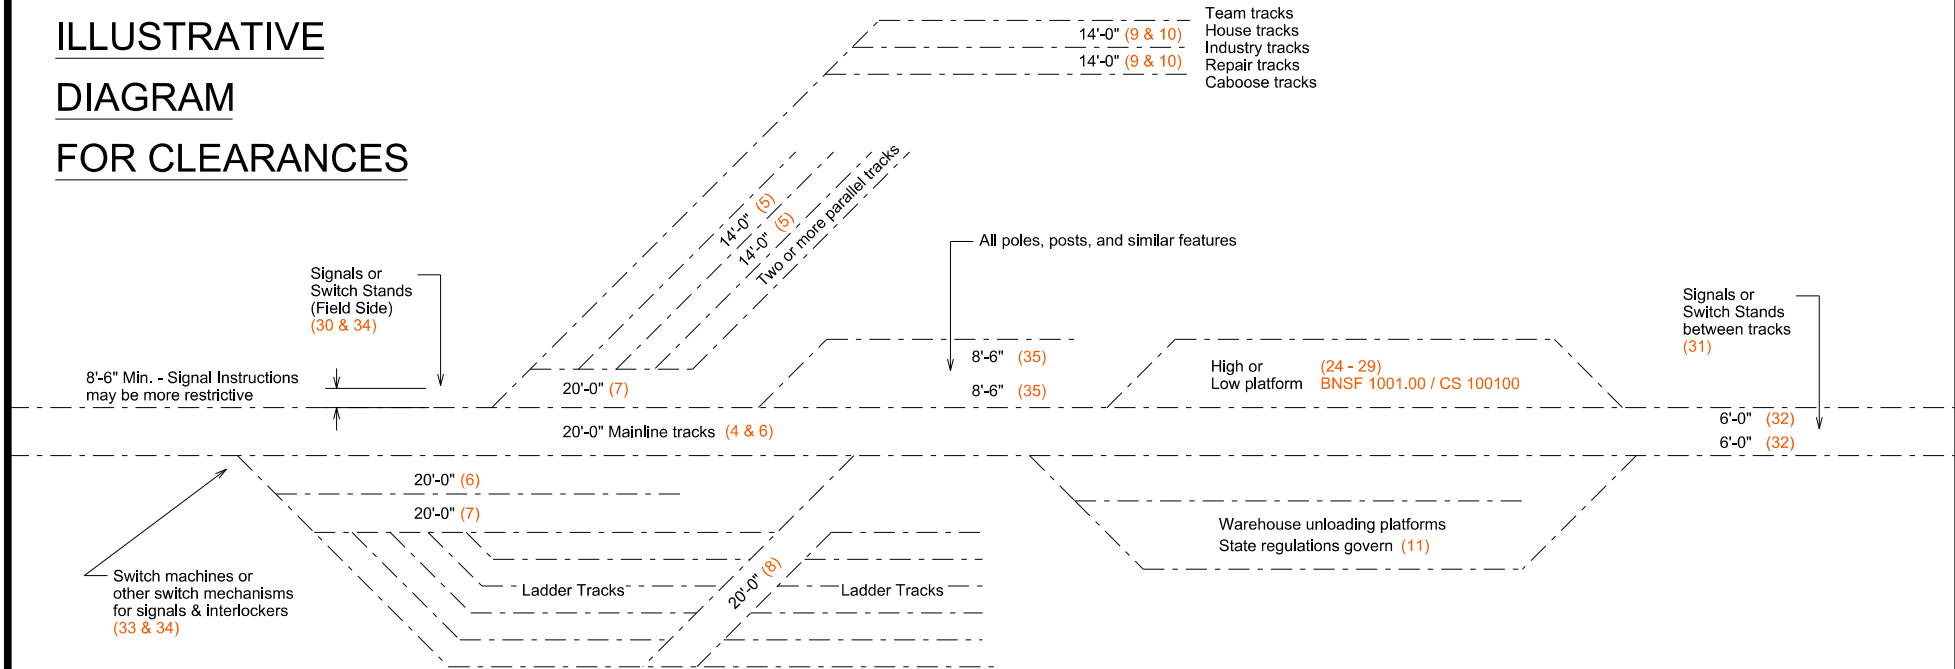 ILLUSTRATIVE
DIAGRAM
FOR CLEARANCES
Team tracks
House tracks
Industry tracks
Repair tracks
Caboose tracks
14'-0" (9 & 10)
14'-0" (9 & 10)
14'-0" (5)
14'-0" (5)
Two or more parallel tracks
All poles, posts, and similar features
Signals or
Switch Stands
(Field Side)
(30 & 34)
Signals or
Switch Stands
between tracks
(31)
8'-6" Min. - Signal Instructions
may be more restrictive
20'-0" (7)
8'-6" (35)
8'-6" (35)
High or
Low platform
(24 - 29)
BNSF 1001.00 / CS 100100
20'-0" Mainline tracks (4 & 6)
6'-0" (32)
6'-0" (32)
20'-0" (6)
20'-0" (7)
Warehouse unloading platforms
State regulations govern (11)
Switch machines or
other switch mechanisms
for signals & interlockers
(33 & 34)
Ladder Tracks
20'-0" (8)
Ladder Tracks